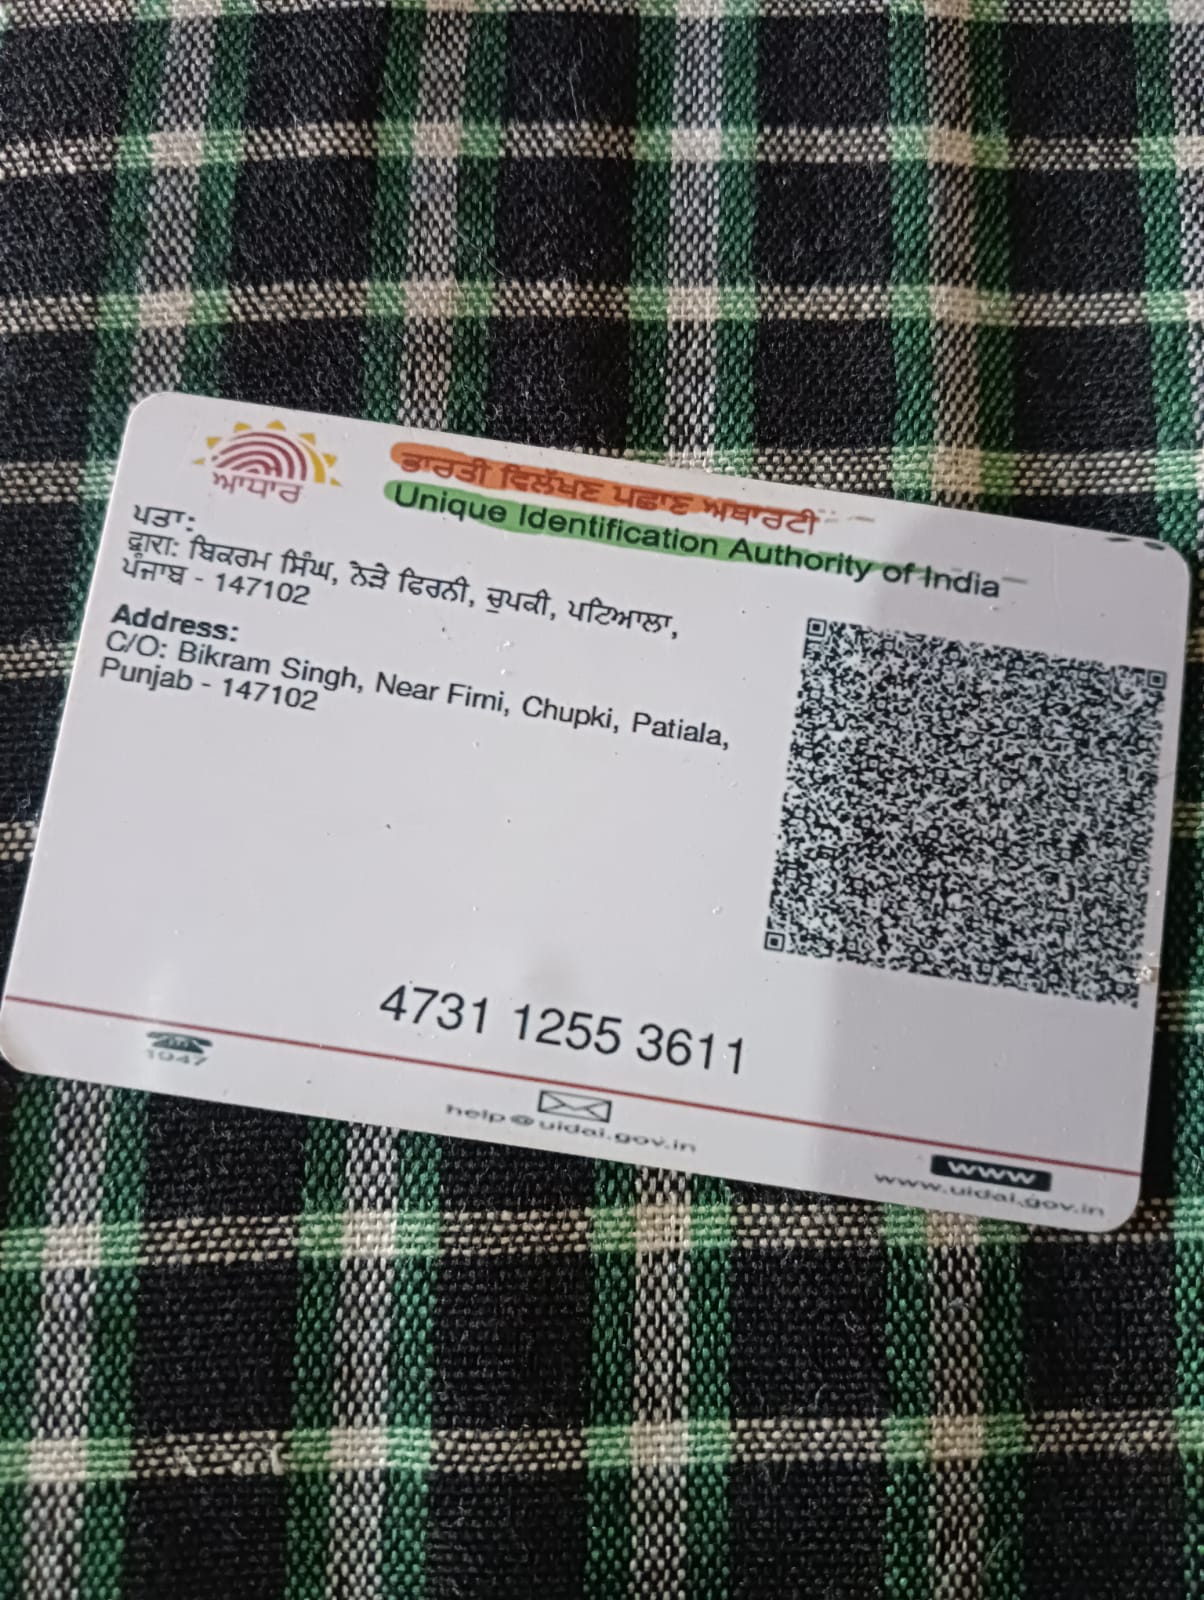 ਆਧਾਰ
ਭਾਰਤੀ ਵਿਲੱਖਣ ਪਛਾਣ ਅਥਾਰਟੀ
Unique Identification Authority of India
ਪਤਾ:
ਦੁਆਰਾ: ਬਿਕਰਮ ਸਿੰਘ, ਨੇੜੇ ਫਿਰਨੀ, ਚੁਪਕੀ, ਪਟਿਆਲਾ,
ਪੰਜਾਬ - 147102
Address:
C/O: Bikram Singh, Near Firni, Chupki, Patiala,
Punjab - 147102
4731 1255 3611
1947
help@uidai.gov.in
www
www.uidai.gov.in